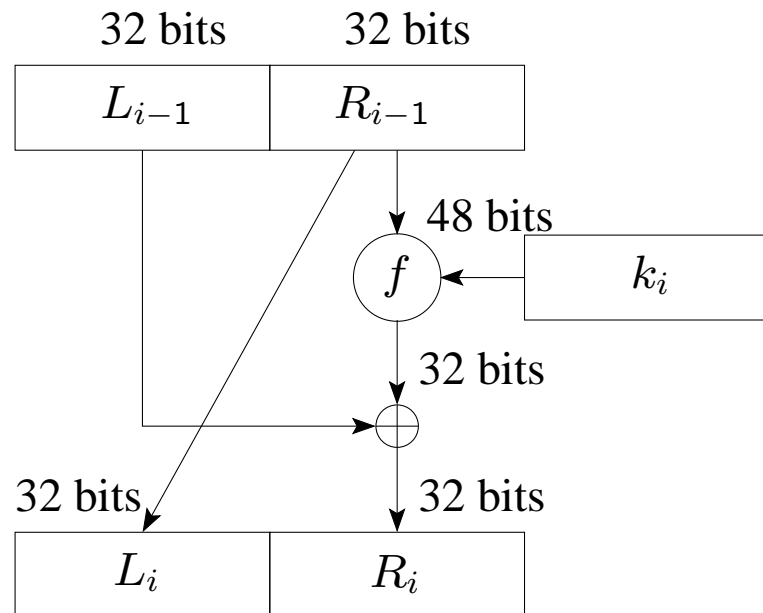 32 bits 32 bits
L_{i-1} R_{i-1}
48 bits
f k_i
32 bits
32 bits 32 bits
L_i R_i